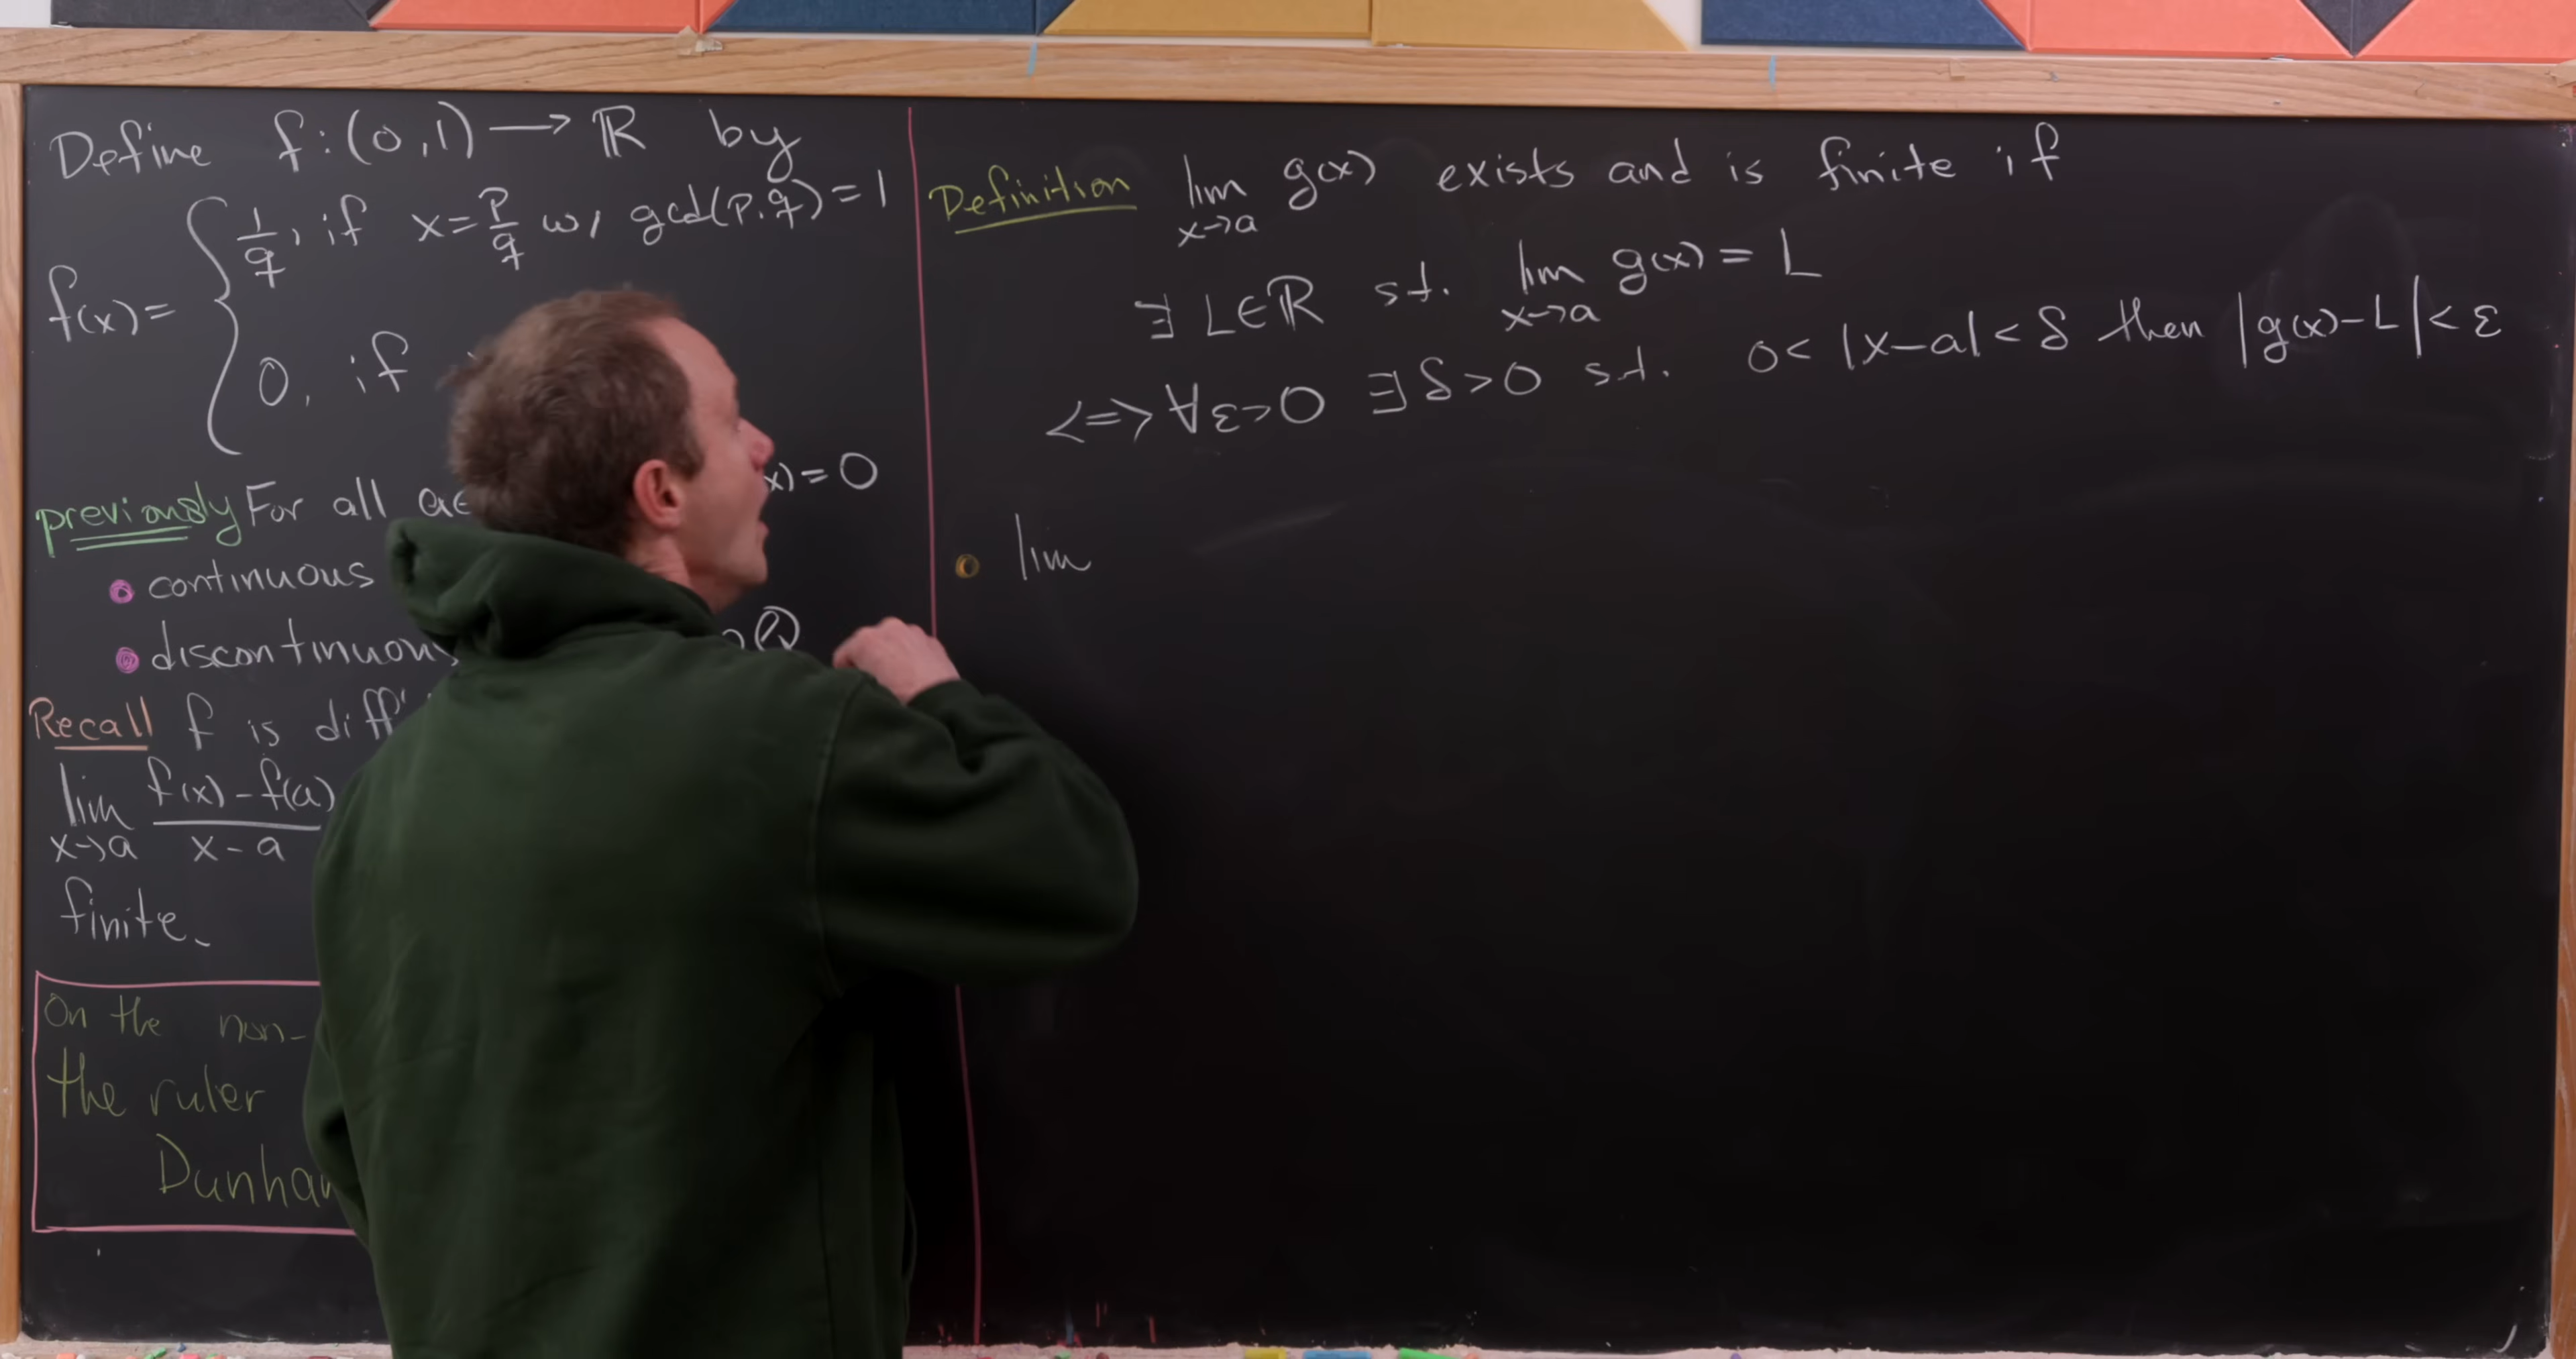 Define f:(0,1)→ℝ by
f(x)= { 1/q, if x=p/q w/ gcd(p,q)=1
0, if
previously For all a∈ x)=0
• continuous
• discontinuous ℚ
Recall f is diff
lim x→a f(x)-f(a) / x-a
finite.
On the non-
the ruler
Definition lim x→a g(x) exists and is finite if
∃ L∈ℝ s.t. lim x→a g(x) = L
<=> ∀ε>0 ∃δ>0 s.t. 0<|x-a|<δ then |g(x)-L|<ε
• lim